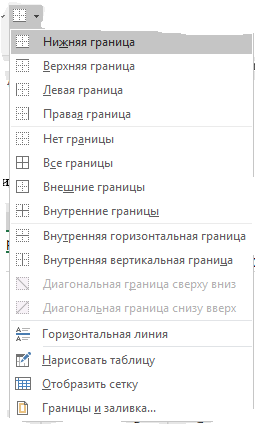 Нижняя граница
Верхняя граница
Левая граница
Правая граница
Нет границы
Все границы
Внешние границы
Внутренние границы
Внутренняя горизонтальная граница
Внутренняя вертикальная граница
Диагональная граница сверху вниз
Диагональная граница снизу вверх
Горизонтальная линия
Нарисовать таблицу
Отобразить сетку
Границы и заливка...